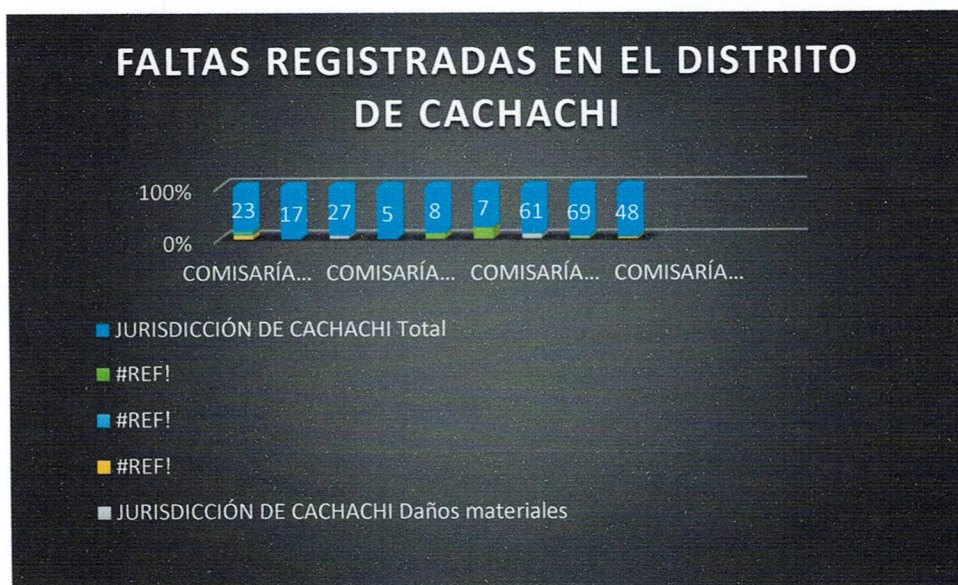 FALTAS REGISTRADAS EN EL DISTRITO
DE CACHACHI
100%
23 17 27 5 8 7 61 69 48
0%
COMISARÍA... COMISARÍA... COMISARÍA... COMISARÍA...
JURISDICCIÓN DE CACHACHI Total
#REF!
#REF!
#REF!
JURISDICCIÓN DE CACHACHI Daños materiales